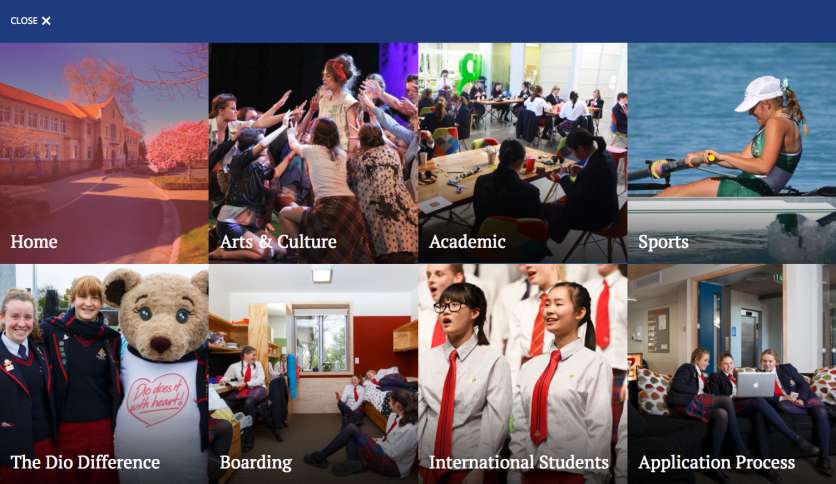 CLOSE ✕
Home
Arts & Culture
Academic
Sports
Dio does it
with heart!
The Dio Difference
Boarding
International Students
Application Process